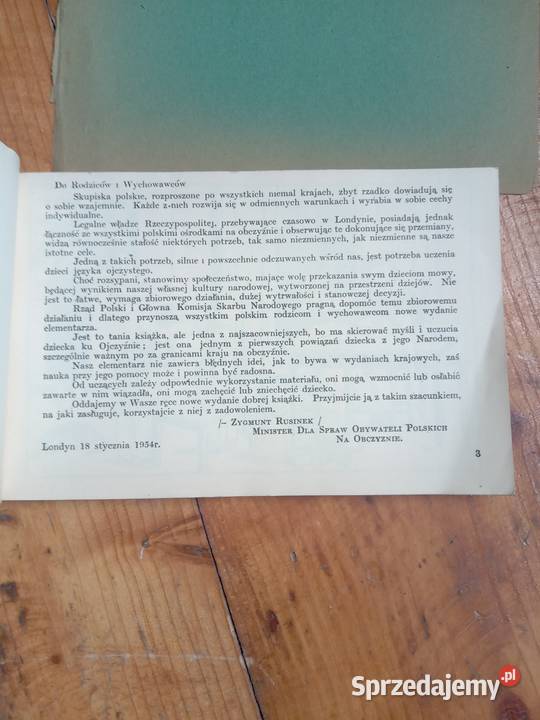 Do Rodziców i Wychowawców
Skupiska polskie, rozproszone po wszystkich niemal krajach, zbyt rzadko dowiadują się
o sobie wzajemnie. Każde z nich rozwija się w odmiennych warunkach i wyrabia w sobie cechy
indywidualne.
Legalne władze Rzeczypospolitej, przebywające czasowo w Londynie, posiadają jednak
łączność ze wszystkimi polskimi ośrodkami na obczyźnie i obserwując te dokonujące się przemiany,
widzą równocześnie stałość niektórych potrzeb, tak samo niezmiennych, jak niezmienne są nasze
istotne cele.
Jedną z takich potrzeb, silnie i powszechnie odczuwanych wśród nas, jest potrzeba uczenia
dzieci języka ojczystego.
Choć rozsypani, stanowimy społeczeństwo, mające wolę przekazania swym dzieciom mowy,
będącej wynikiem naszej własnej kultury narodowej, wytworzonej na przestrzeni dziejów. Nie
jest to łatwe, wymaga zbiorowego działania, dużej wytrwałości i stanowczej decyzji.
Rząd Polski i Główna Komisja Skarbu Narodowego pragną dopomóc temu zbiorowemu
działaniu i dlatego przynoszą wszystkim polskim rodzicom i wychowawcom nowe wydanie
elementarza.
Jest to tania książka, ale jedna z najszacowniejszych, bo ma skierować myśli i uczucia
dziecka ku Ojczyźnie; jest ona jednym z pierwszych powiązań dziecka z jego Narodem,
szczególnie ważnym po za granicami kraju na obczyźnie.
Nasz elementarz nie zawiera błędnych idei, jak to bywa w wydaniach krajowych, zaś
nauka przy jego pomocy może i powinna być radosna.
Od uczących zależy odpowiednie wykorzystanie materiału, oni mogą wzmocnić lub osłabić
zawarte w nim wiązadła, oni mogą zachęcić lub zniechęcić dziecko.
Oddajemy w Wasze ręce nowe wydanie dobrej książki. Przyjmijcie ją z takim szacunkiem,
na jaki zasługuje, korzystajcie z niej z zadowoleniem.
/- Zygmunt Rusinek /
Minister Dla Spraw Obywateli Polskich
Na Obczyznie.
Londyn 18 stycznia 1954r.
3
Sprzedajemy.pl